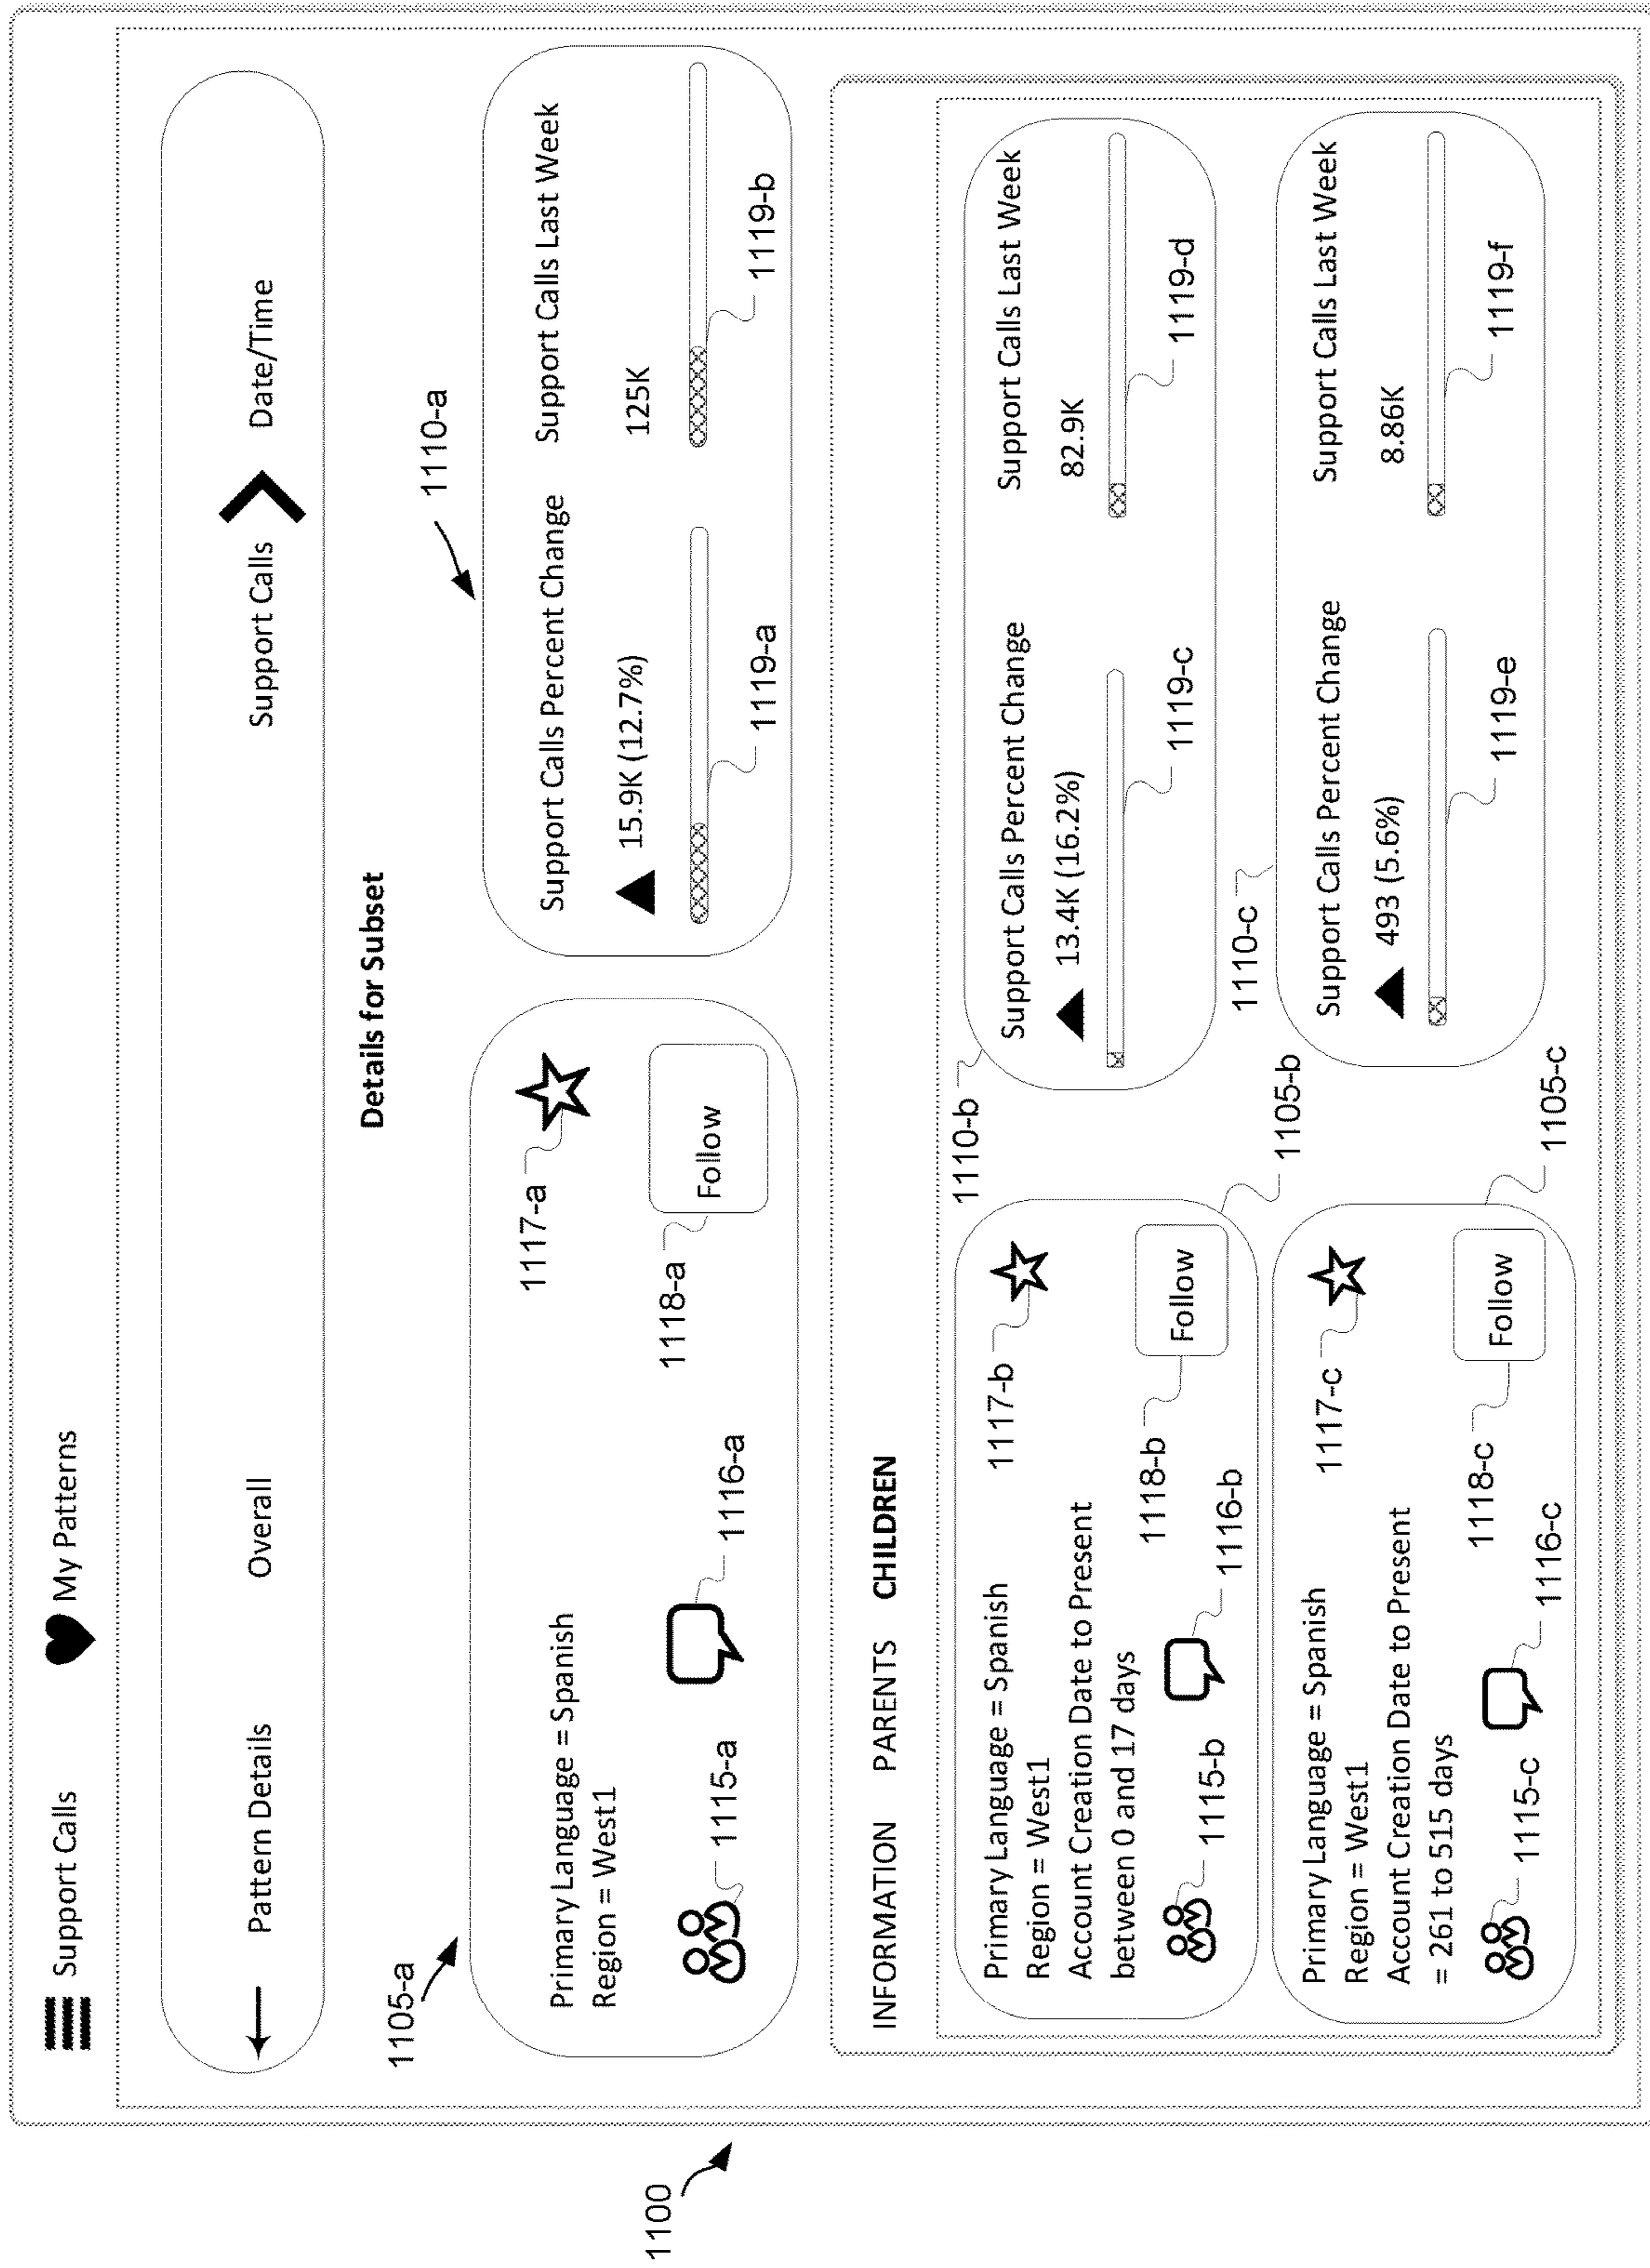 Support Calls
My Patterns
Pattern Details
Overall
Support Calls
Date/Time
Details for Subset
1105-a
1110-a
Primary Language = Spanish
Region = West1
1115-a
1116-a
1117-a
1118-a
Follow
Support Calls Percent Change
15.9K (12.7%)
1119-a
Support Calls Last Week
125K
1119-b
INFORMATION
PARENTS
CHILDREN
Primary Language = Spanish
Region = West1
Account Creation Date to Present
between 0 and 17 days
1115-b
1116-b
1117-b
1118-b
Follow
1105-b
1110-b
Support Calls Percent Change
13.4K (16.2%)
1119-c
Support Calls Last Week
82.9K
1119-d
Primary Language = Spanish
Region = West1
Account Creation Date to Present
= 261 to 515 days
1115-c
1116-c
1117-c
1118-c
Follow
1105-c
1110-c
Support Calls Percent Change
493 (5.6%)
1119-e
Support Calls Last Week
8.86K
1119-f
1100